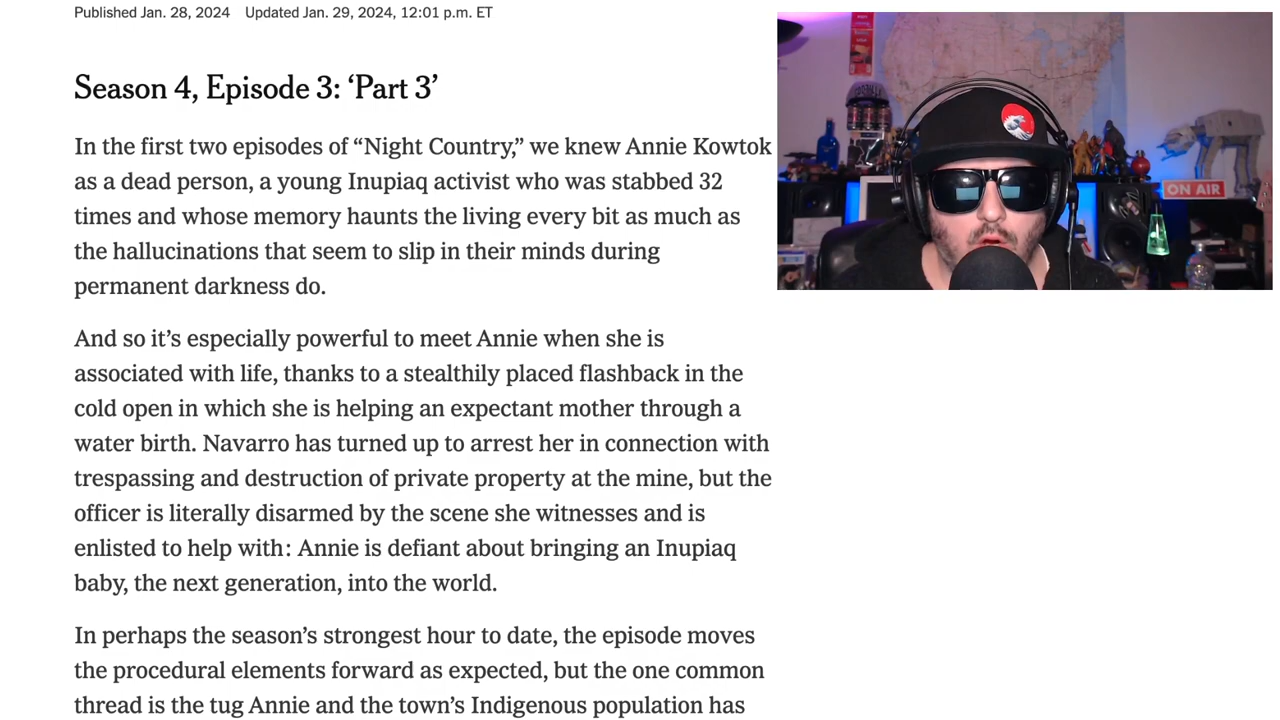 Published Jan. 28, 2024 Updated Jan. 29, 2024, 12:01 p.m. ET
Season 4, Episode 3: ‘Part 3’
In the first two episodes of “Night Country,” we knew Annie Kowtok
as a dead person, a young Inupiaq activist who was stabbed 32
times and whose memory haunts the living every bit as much as
the hallucinations that seem to slip in their minds during
permanent darkness do.
And so it’s especially powerful to meet Annie when she is
associated with life, thanks to a stealthily placed flashback in the
cold open in which she is helping an expectant mother through a
water birth. Navarro has turned up to arrest her in connection with
trespassing and destruction of private property at the mine, but the
officer is literally disarmed by the scene she witnesses and is
enlisted to help with: Annie is defiant about bringing an Inupiaq
baby, the next generation, into the world.
In perhaps the season’s strongest hour to date, the episode moves
the procedural elements forward as expected, but the one common
thread is the tug Annie and the town’s Indigenous population has
ON AIR